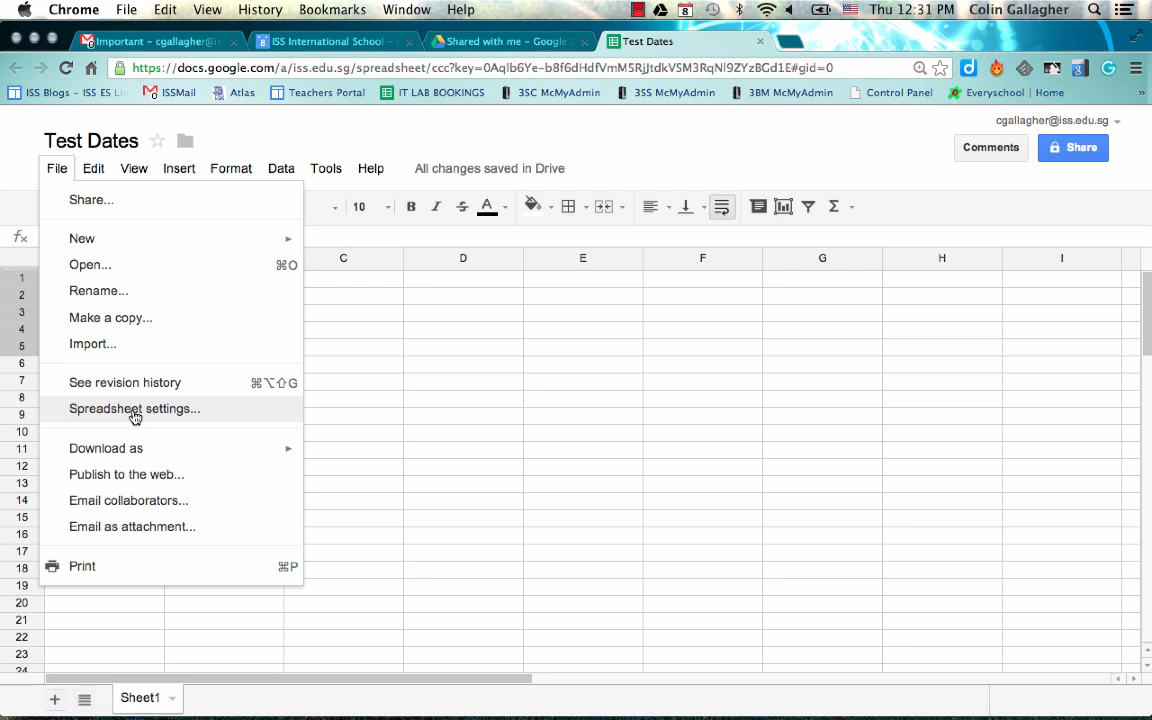 Chrome File Edit View History Bookmarks Window Help Thu 12:31 PM Colin Gallagher
Important – cgallagher@is ISS International School – Shared with me – Google D Test Dates
https://docs.google.com/a/iss.edu.sg/spreadsheet/ccc?key=0Aqlb6Ye-b8f6dHdfVmM5RjJtdkVSM3RqNl9ZYzBGd1E#gid=0
ISS Blogs – ISS ES Li ISSMail Atlas Teachers Portal IT LAB BOOKINGS 3SC McMyAdmin 3SS McMyAdmin 3BM McMyAdmin Control Panel Everyschool | Home »
cgallagher@iss.edu.sg
Test Dates
Comments Share
File Edit View Insert Format Data Tools Help All changes saved in Drive
10 B I S A Σ
fx
C D E F G H I
Share...
New
Open... ⌘O
Rename...
Make a copy...
Import...
See revision history ⌘⌥⇧G
Spreadsheet settings...
Download as
Publish to the web...
Email collaborators...
Email as attachment...
Print ⌘P
1
2
3
4
5
6
7
8
9
10
11
12
13
14
15
16
17
18
19
20
21
22
23
24
Sheet1